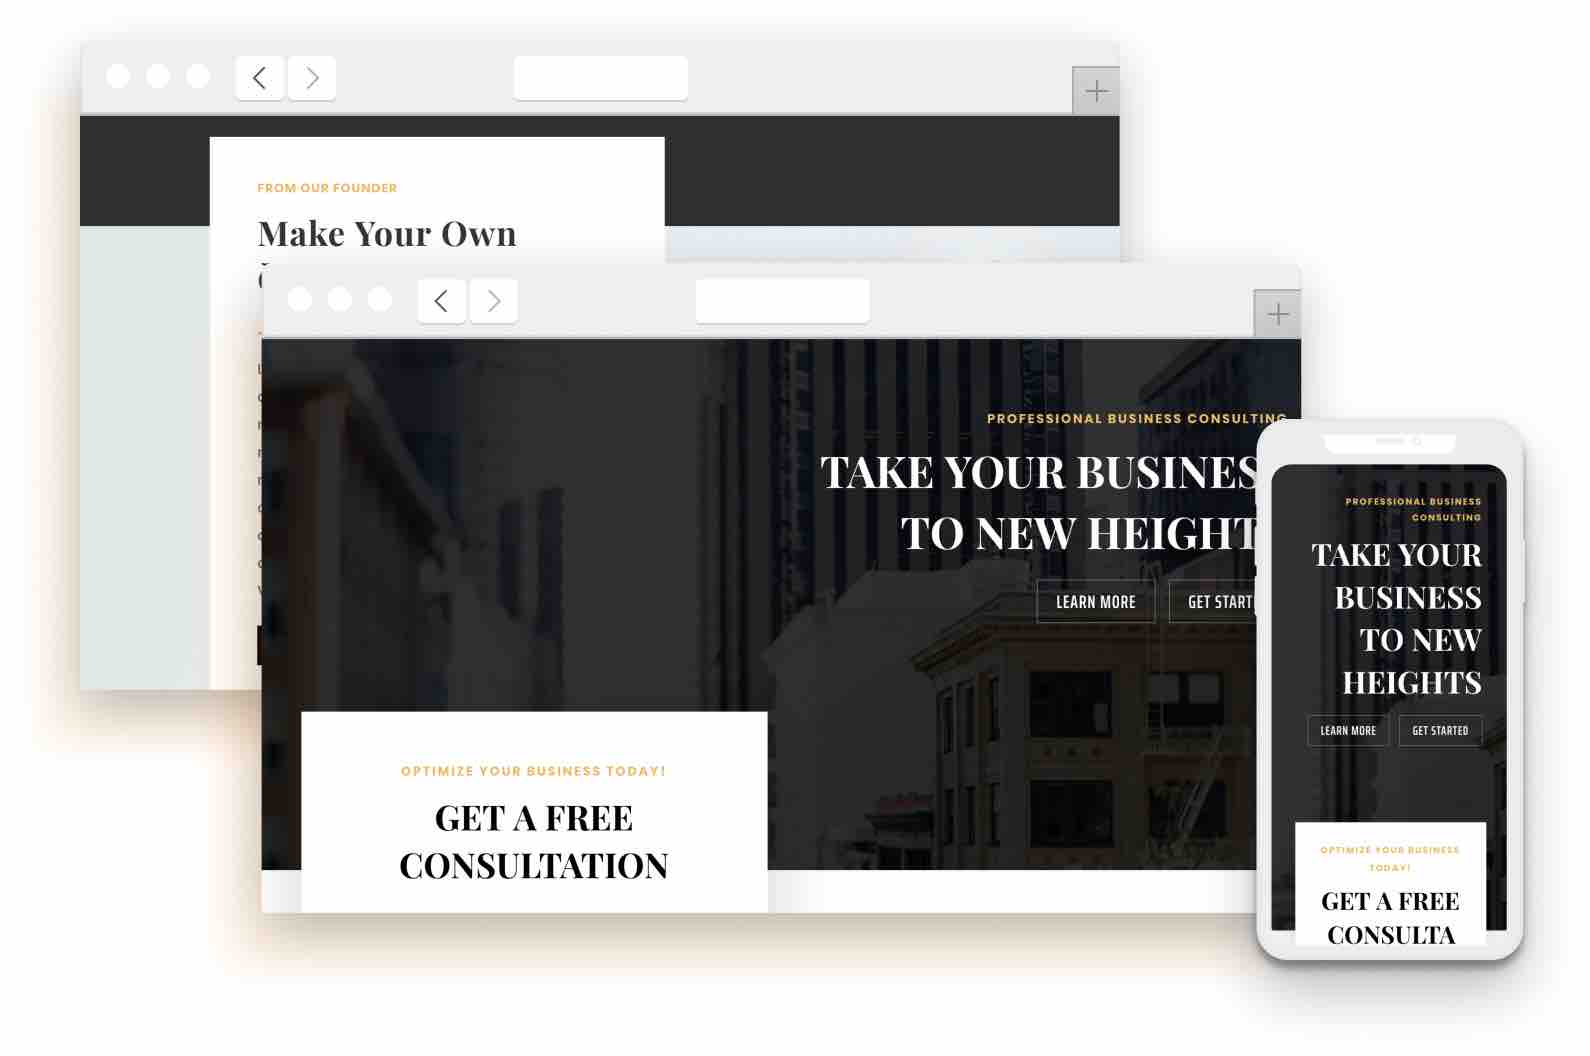 FROM OUR FOUNDER
Make Your Own
PROFESSIONAL BUSINESS CONSULTING
TAKE YOUR BUSINES
TO NEW HEIGHT
LEARN MORE
GET START
OPTIMIZE YOUR BUSINESS TODAY!
GET A FREE
CONSULTATION
PROFESSIONAL BUSINESS
CONSULTING
TAKE YOUR
BUSINESS
TO NEW
HEIGHTS
LEARN MORE
GET STARTED
OPTIMIZE YOUR BUSINESS
TODAY!
GET A FREE
CONSULTA